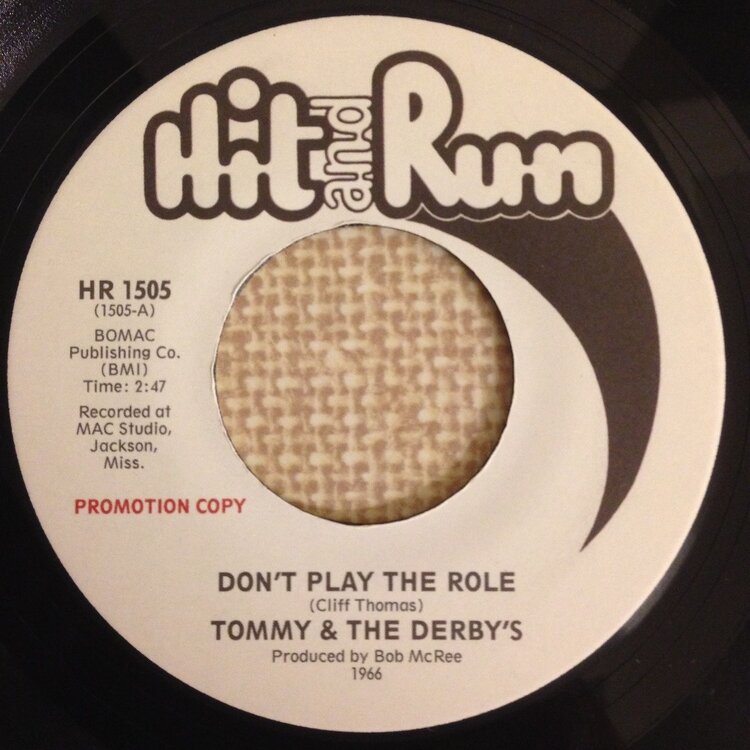 Hit and Run
HR 1505
(1505-A)
BOMAC
Publishing Co.
(BMI)
Time: 2:47
Recorded at
MAC Studio,
Jackson,
Miss.
PROMOTION COPY
DON'T PLAY THE ROLE
(Cliff Thomas)
TOMMY & THE DERBY'S
Produced by Bob McRee
1966